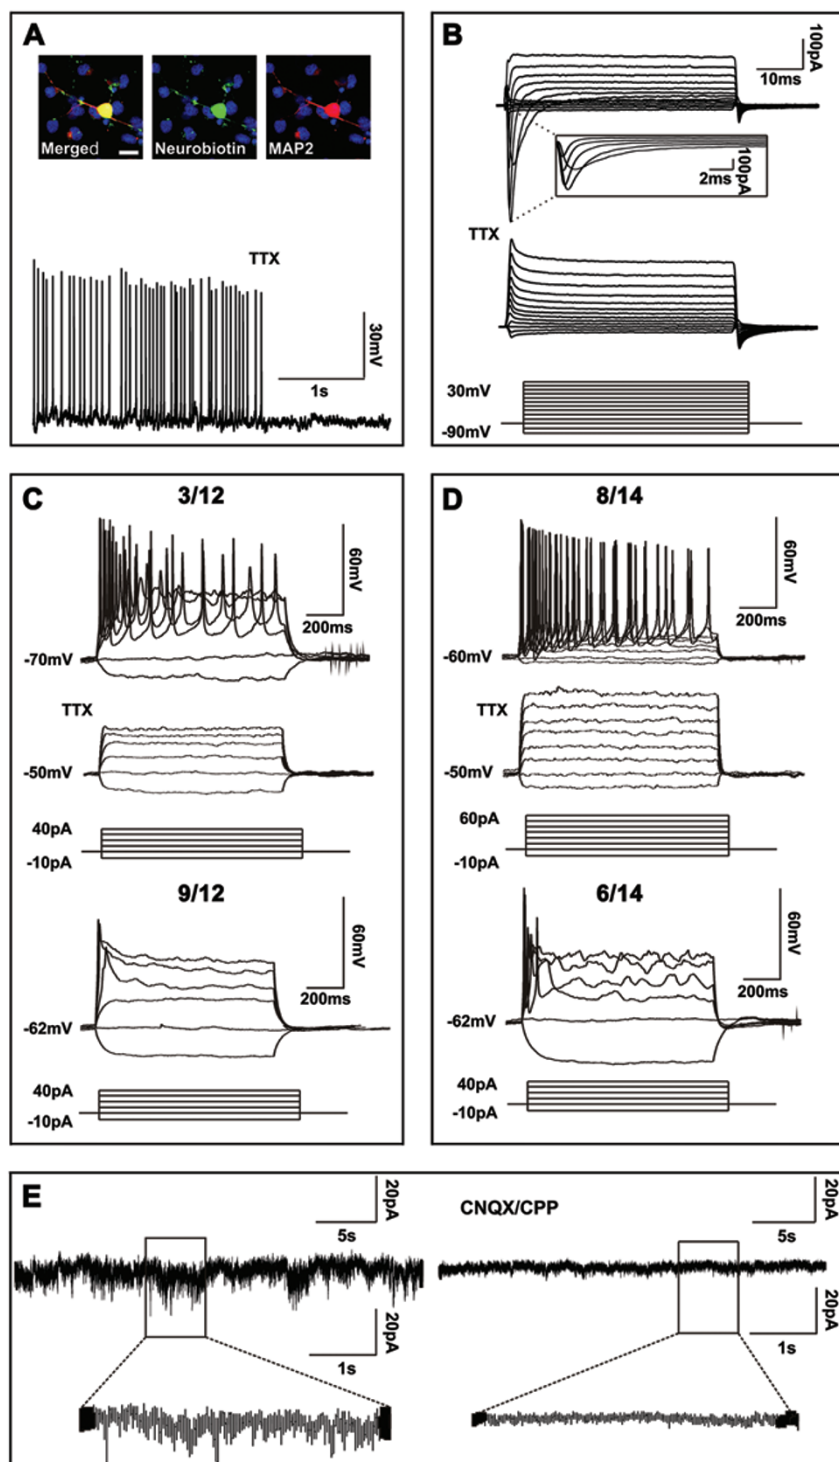 A
Merged
Neurobiotin
MAP2
TTX
30mV
1s
B
100pA
10ms
100pA
2ms
TTX
30mV
-90mV
C
3/12
60mV
200ms
-70mV
TTX
-50mV
40pA
-10pA
9/12
60mV
200ms
-62mV
40pA
-10pA
D
8/14
60mV
200ms
-60mV
TTX
-50mV
60pA
-10pA
6/14
60mV
200ms
-62mV
40pA
-10pA
E
20pA
5s
20pA
1s
CNQX/CPP
20pA
5s
20pA
1s